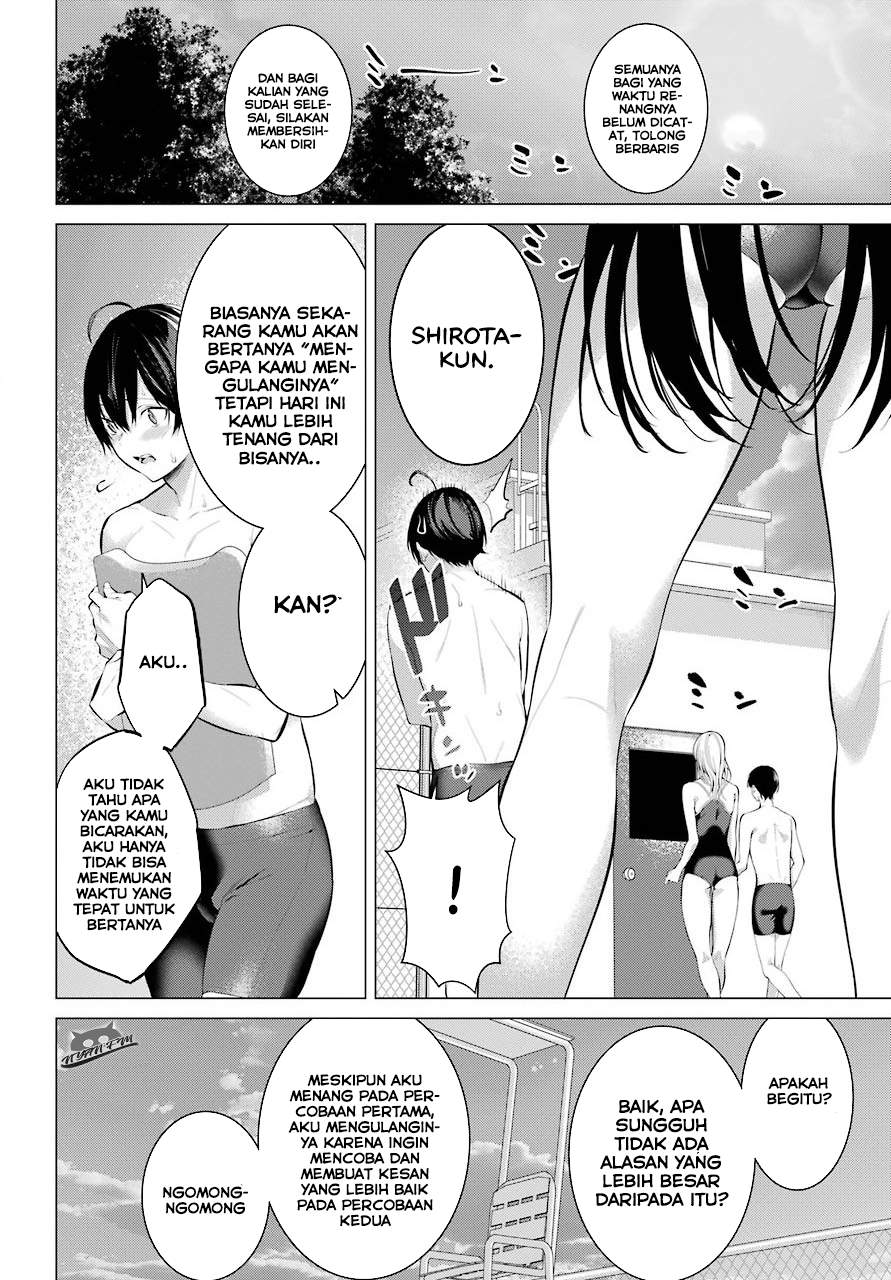 SEMUANYA
BAGI YANG
WAKTU RE-
NANGNYA
BELUM DICAT-
AT, TOLONG
BERBARIS
DAN BAGI
KALIAN YANG
SUDAH SELE-
SAI, SILAKAN
MEMBERSIH-
KAN DIRI
SHIROTA-
KUN.
ドキン
!
BIASANYA SEKA-
RANG KAMU AKAN
BERTANYA "MEN-
GAPA KAMU MEN-
GULANGINYA"
TETAPI HARI INI
KAMU LEBIH
TENANG DARI
BISANYA..
KAN?
AKU..
AKU TIDAK
TAHU APA
YANG KAMU
BICARAKAN,
AKU HANYA
TIDAK BISA
MENEMUKAN
WAKTU YANG
TEPAT UNTUK
BERTANYA
APAKAH
BEGITU?
BAIK, APA
SUNGGUH
TIDAK ADA
ALASAN YANG
LEBIH BESAR
DARIPADA ITU?
MESKIPUN AKU
MENANG PADA PER-
COBAAN PERTAMA,
AKU MENGULANGIN-
YA KARENA INGIN
MENCOBA DAN
MEMBUAT KESAN
YANG LEBIH BAIK
PADA PERCOBAAN
KEDUA
NGOMONG-
NGOMONG